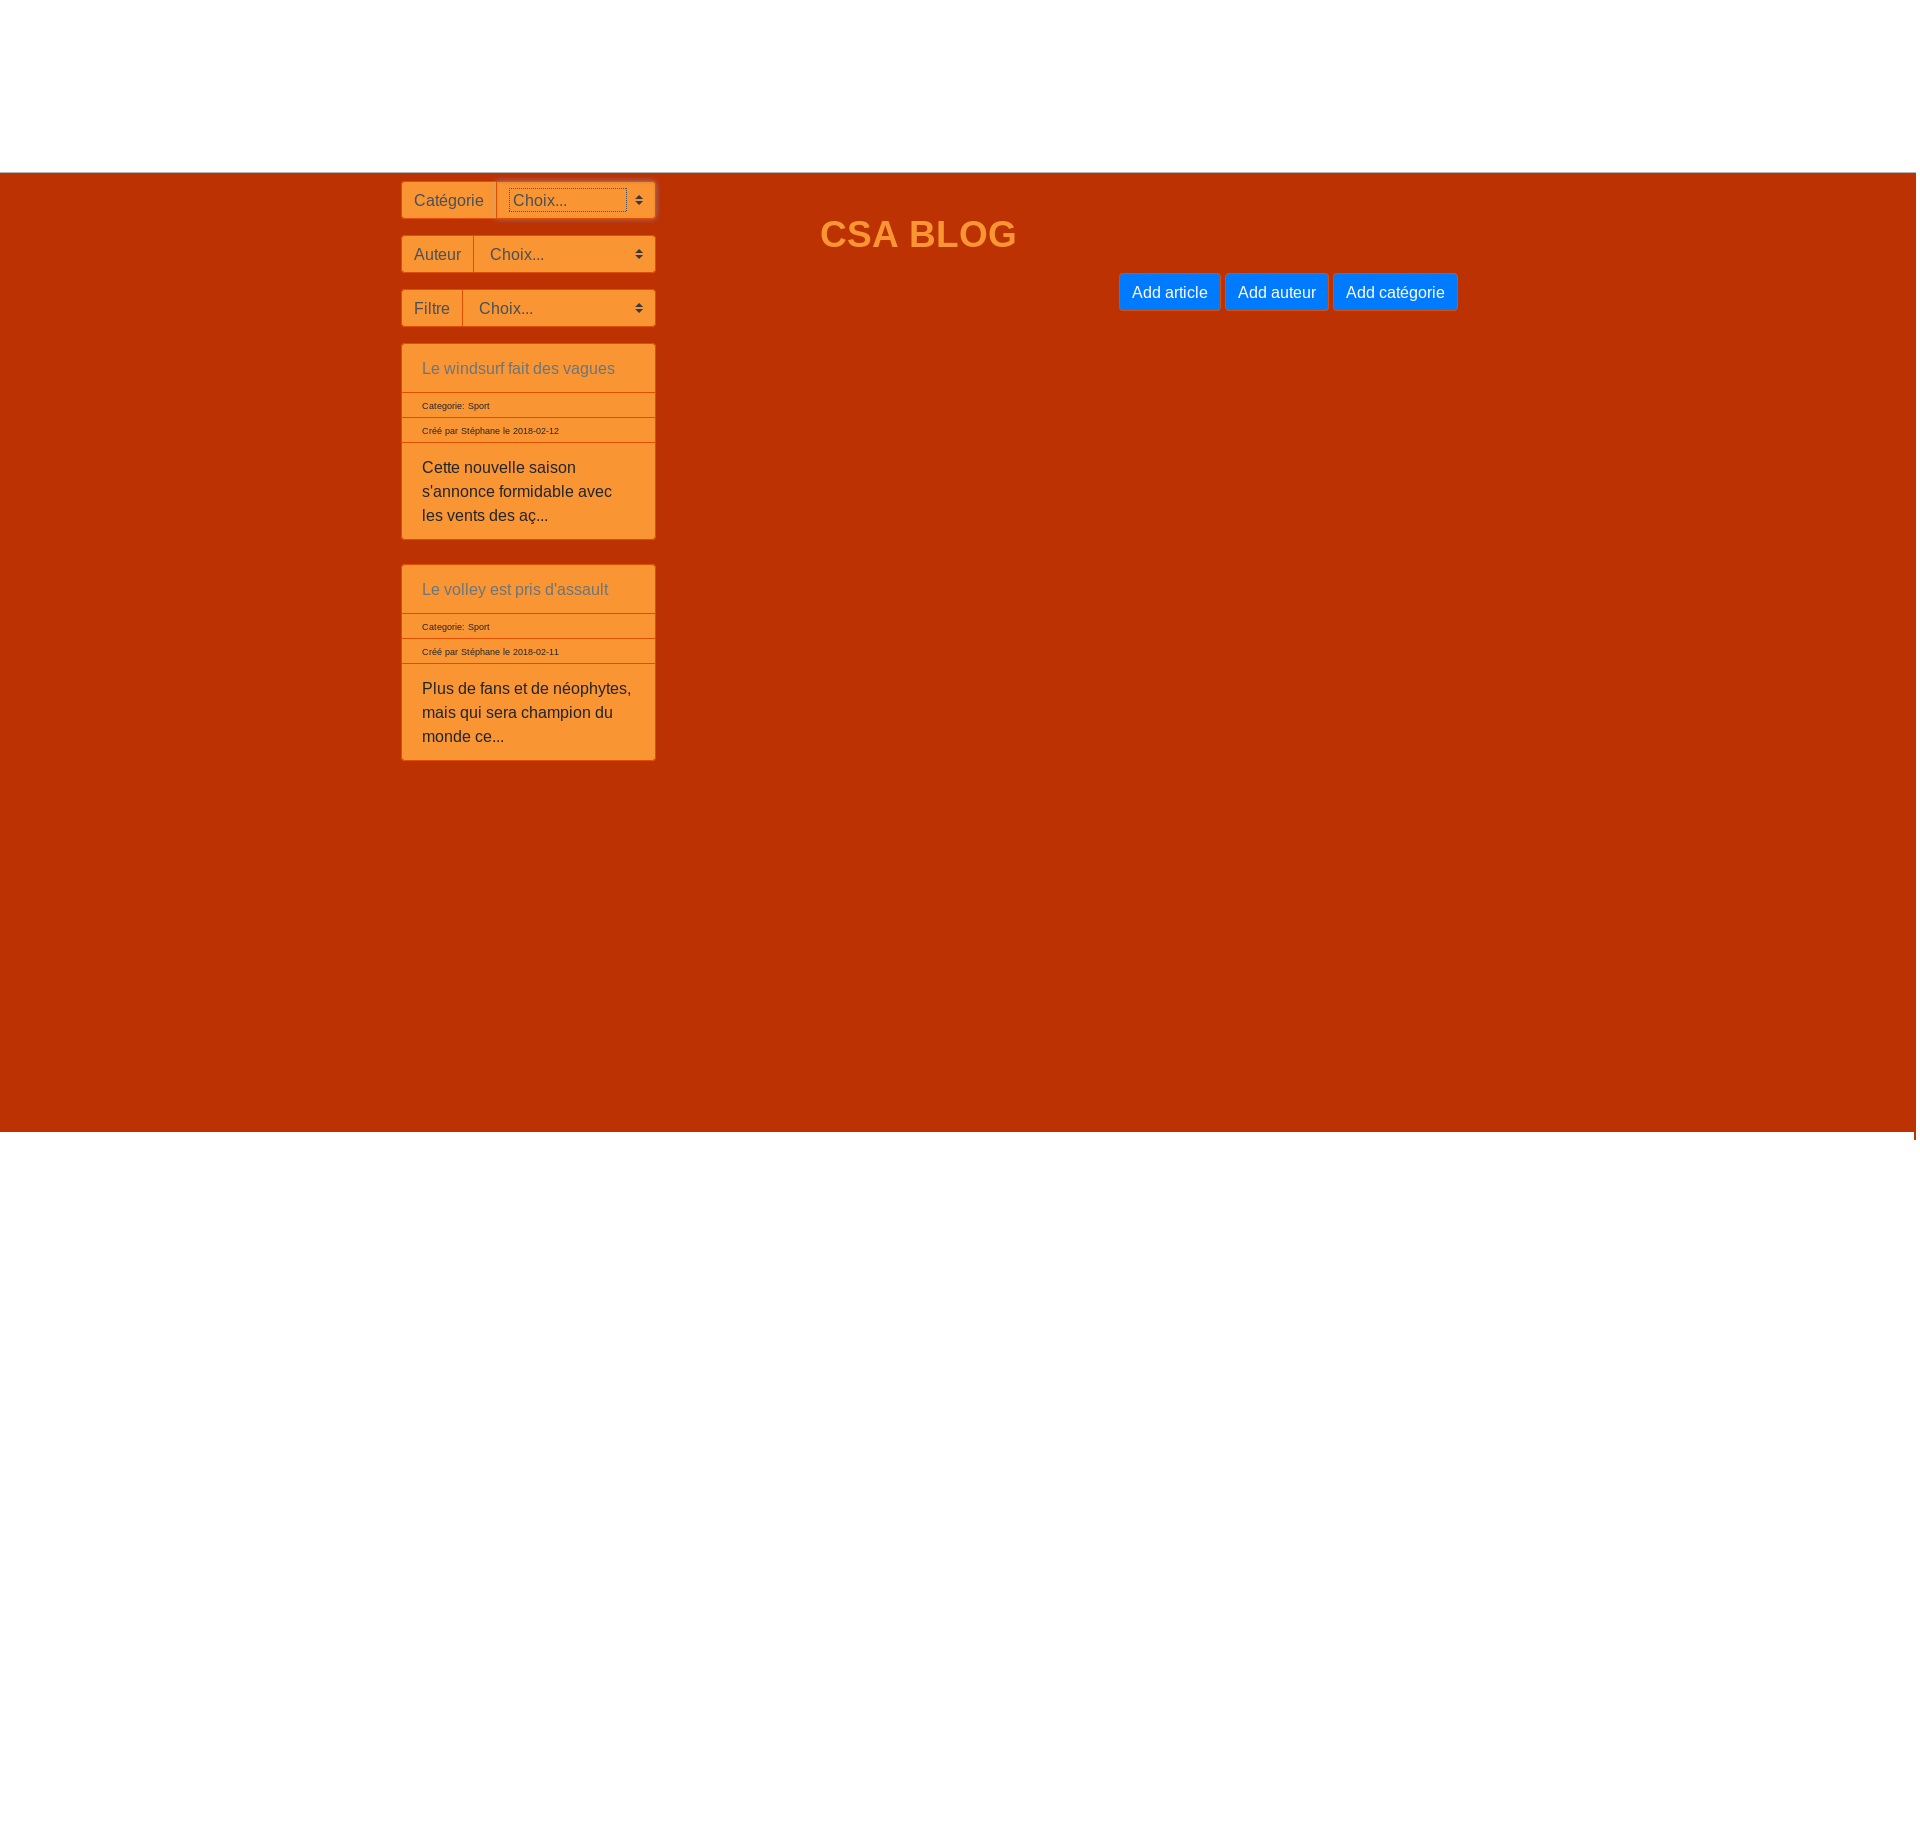 Catégorie Choix...
Auteur Choix...
Filtre Choix...
Le windsurf fait des vagues
Categorie: Sport
Créé par Stéphane le 2018-02-12
Cette nouvelle saison
s'annonce formidable avec
les vents des aç...
Le volley est pris d'assault
Categorie: Sport
Créé par Stéphane le 2018-02-11
Plus de fans et de néophytes,
mais qui sera champion du
monde ce...
CSA BLOG
Add article Add auteur Add catégorie